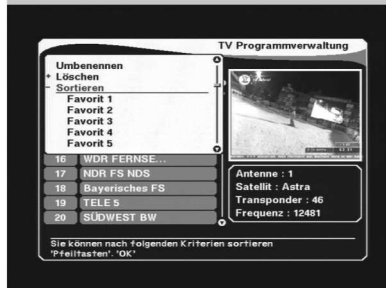 TV Programmverwaltung
Umbenennen
+ Löschen
- Sortieren
Favorit 1
Favorit 2
Favorit 3
Favorit 4
Favorit 5
16 WDR FERNSE...
17 NDR FS NDS
18 Bayerisches FS
19 TELE 5
20 SÜDWEST BW
Antenne : 1
Satellit : Astra
Transponder : 46
Frequenz : 12481
Sie können nach folgenden Kriterien sortieren
'Pfeiltasten'. 'OK'